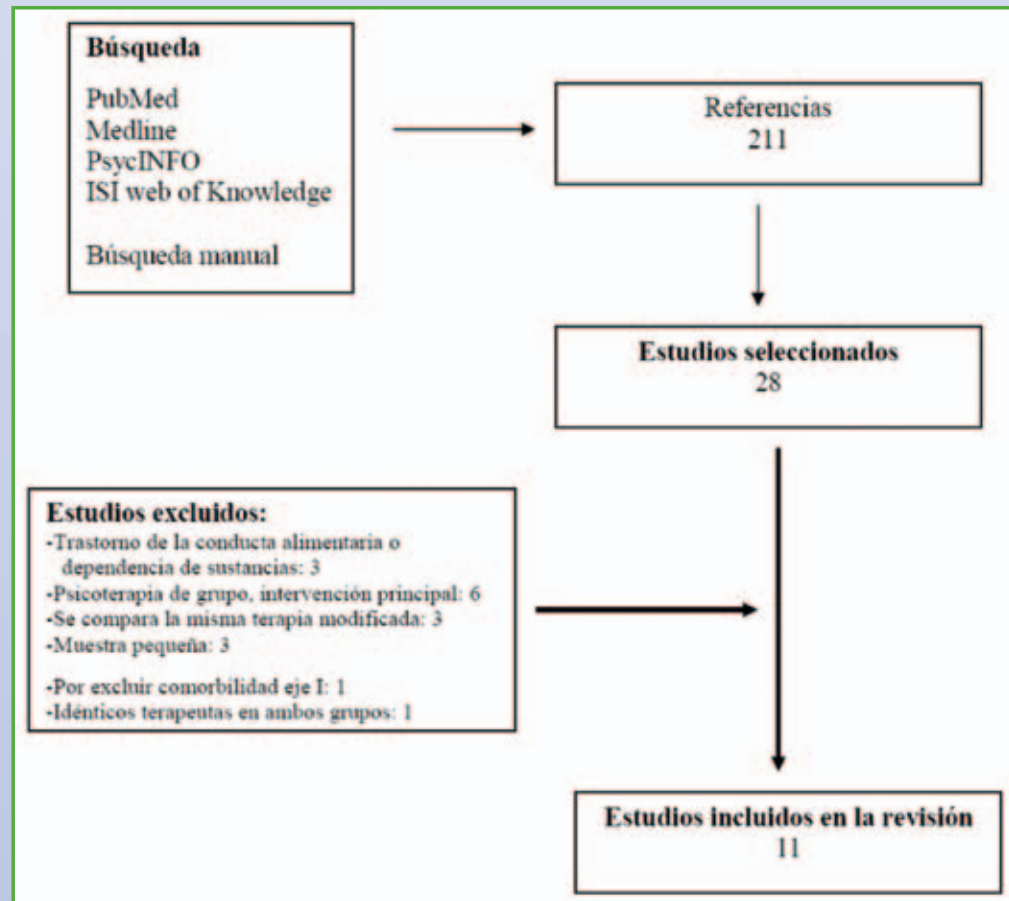 Búsqueda
PubMed
Medline
PsycINFO
ISI web of Knowledge
Búsqueda manual
Referencias
211
Estudios seleccionados
28
Estudios excluidos:
-Trastorno de la conducta alimentaria o
dependencia de sustancias: 3
-Psicoterapia de grupo, intervención principal: 6
-Se compara la misma terapia modificada: 3
-Muestra pequeña: 3
-Por excluir comorbilidad eje I: 1
-Idénticos terapeutas en ambos grupos: 1
Estudios incluidos en la revisión
11